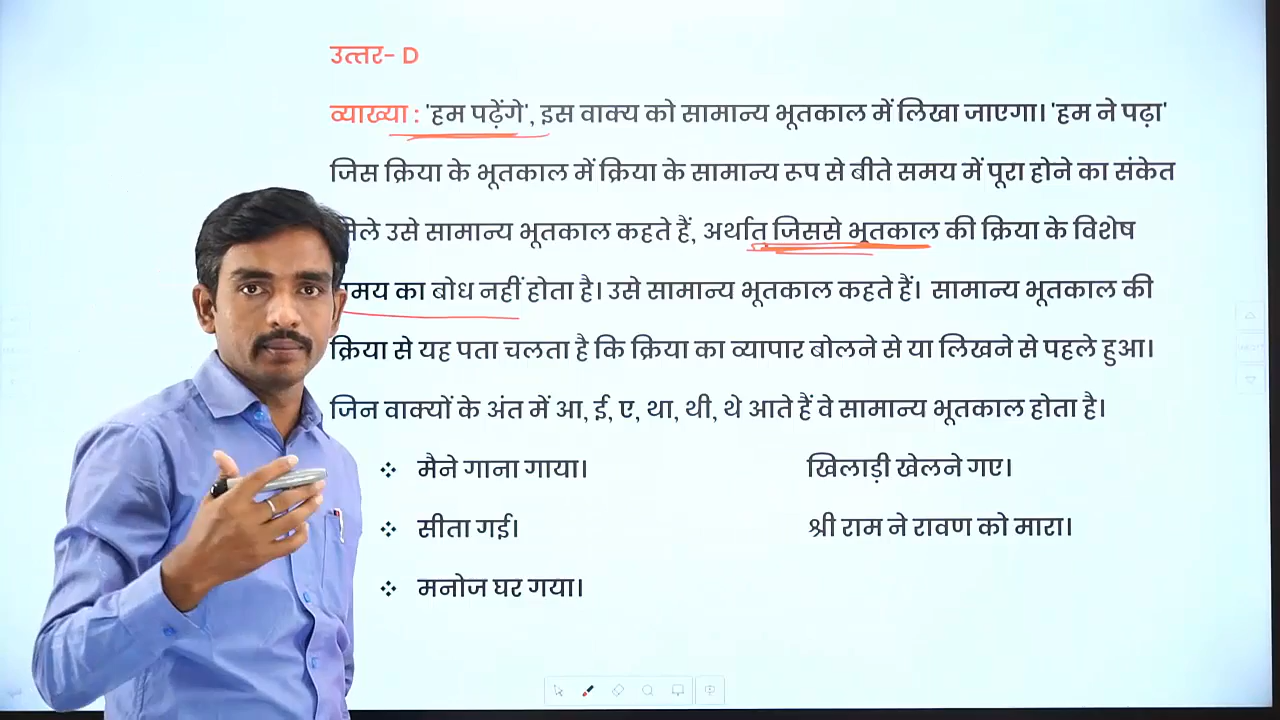 उत्तर- D
व्याख्या : 'हम पढ़ेंगे', इस वाक्य को सामान्य भूतकाल में लिखा जाएगा। 'हम ने पढ़ा'
जिस क्रिया के भूतकाल में क्रिया के सामान्य रूप से बीते समय में पूरा होने का संकेत
उसे सामान्य भूतकाल कहते हैं, अर्थात जिससे भूतकाल की क्रिया के विशेष
का बोध नहीं होता है। उसे सामान्य भूतकाल कहते हैं। सामान्य भूतकाल की
क्रिया से यह पता चलता है कि क्रिया का व्यापार बोलने से या लिखने से पहले हुआ।
जिन वाक्यों के अंत में आ, ई, ए, था, थी, थे आते हैं वे सामान्य भूतकाल होता है।
❖ मैने गाना गाया। खिलाड़ी खेलने गए।
❖ सीता गई। श्री राम ने रावण को मारा।
❖ मनोज घर गया।